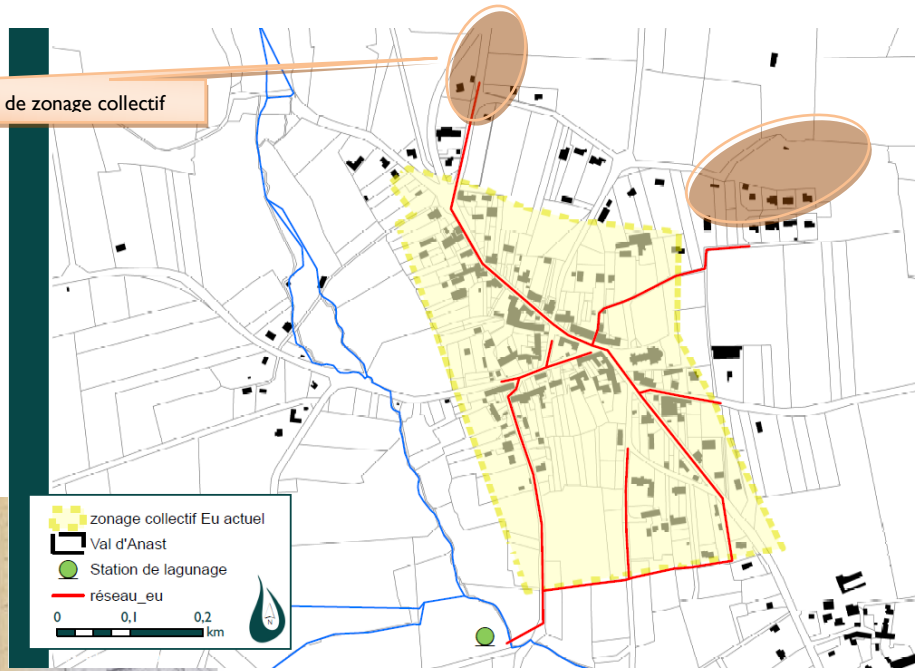 de zonage collectif
zonage collectif Eu actuel
Val d'Anast
Station de lagunage
réseau_eu
0 0,1 0,2
km
N